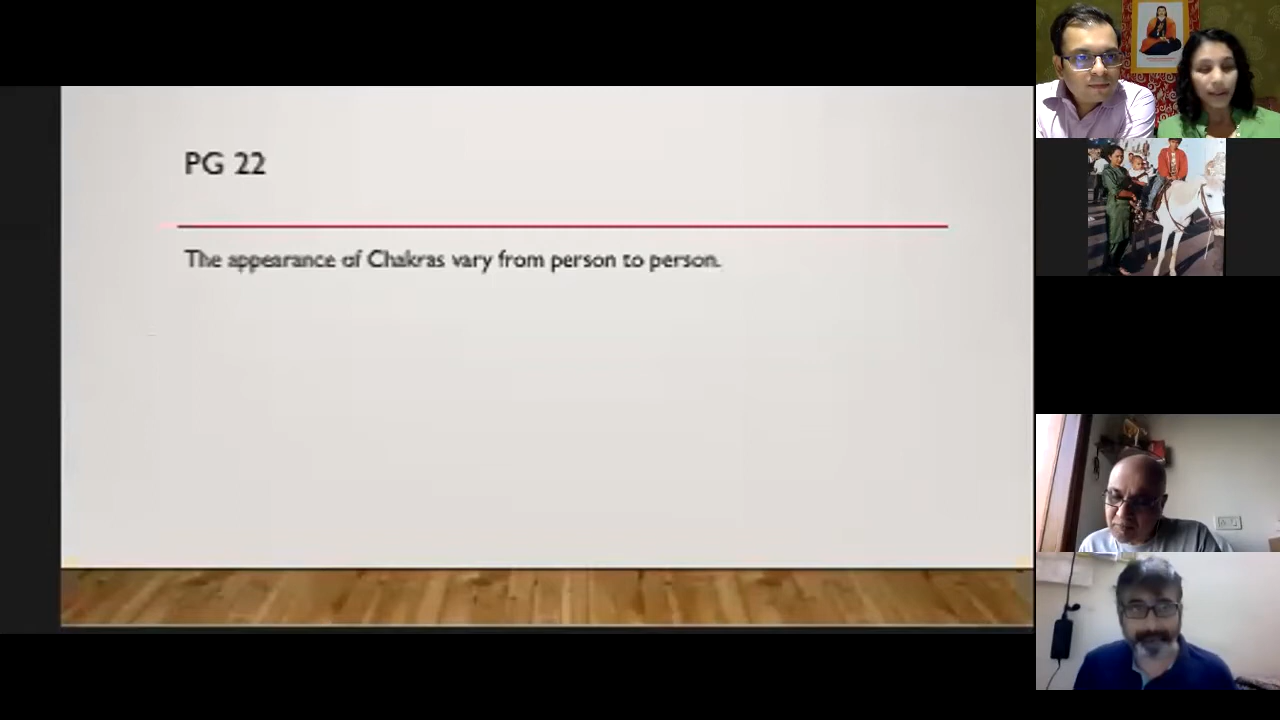 PG 22
The appearance of Chakras vary from person to person.